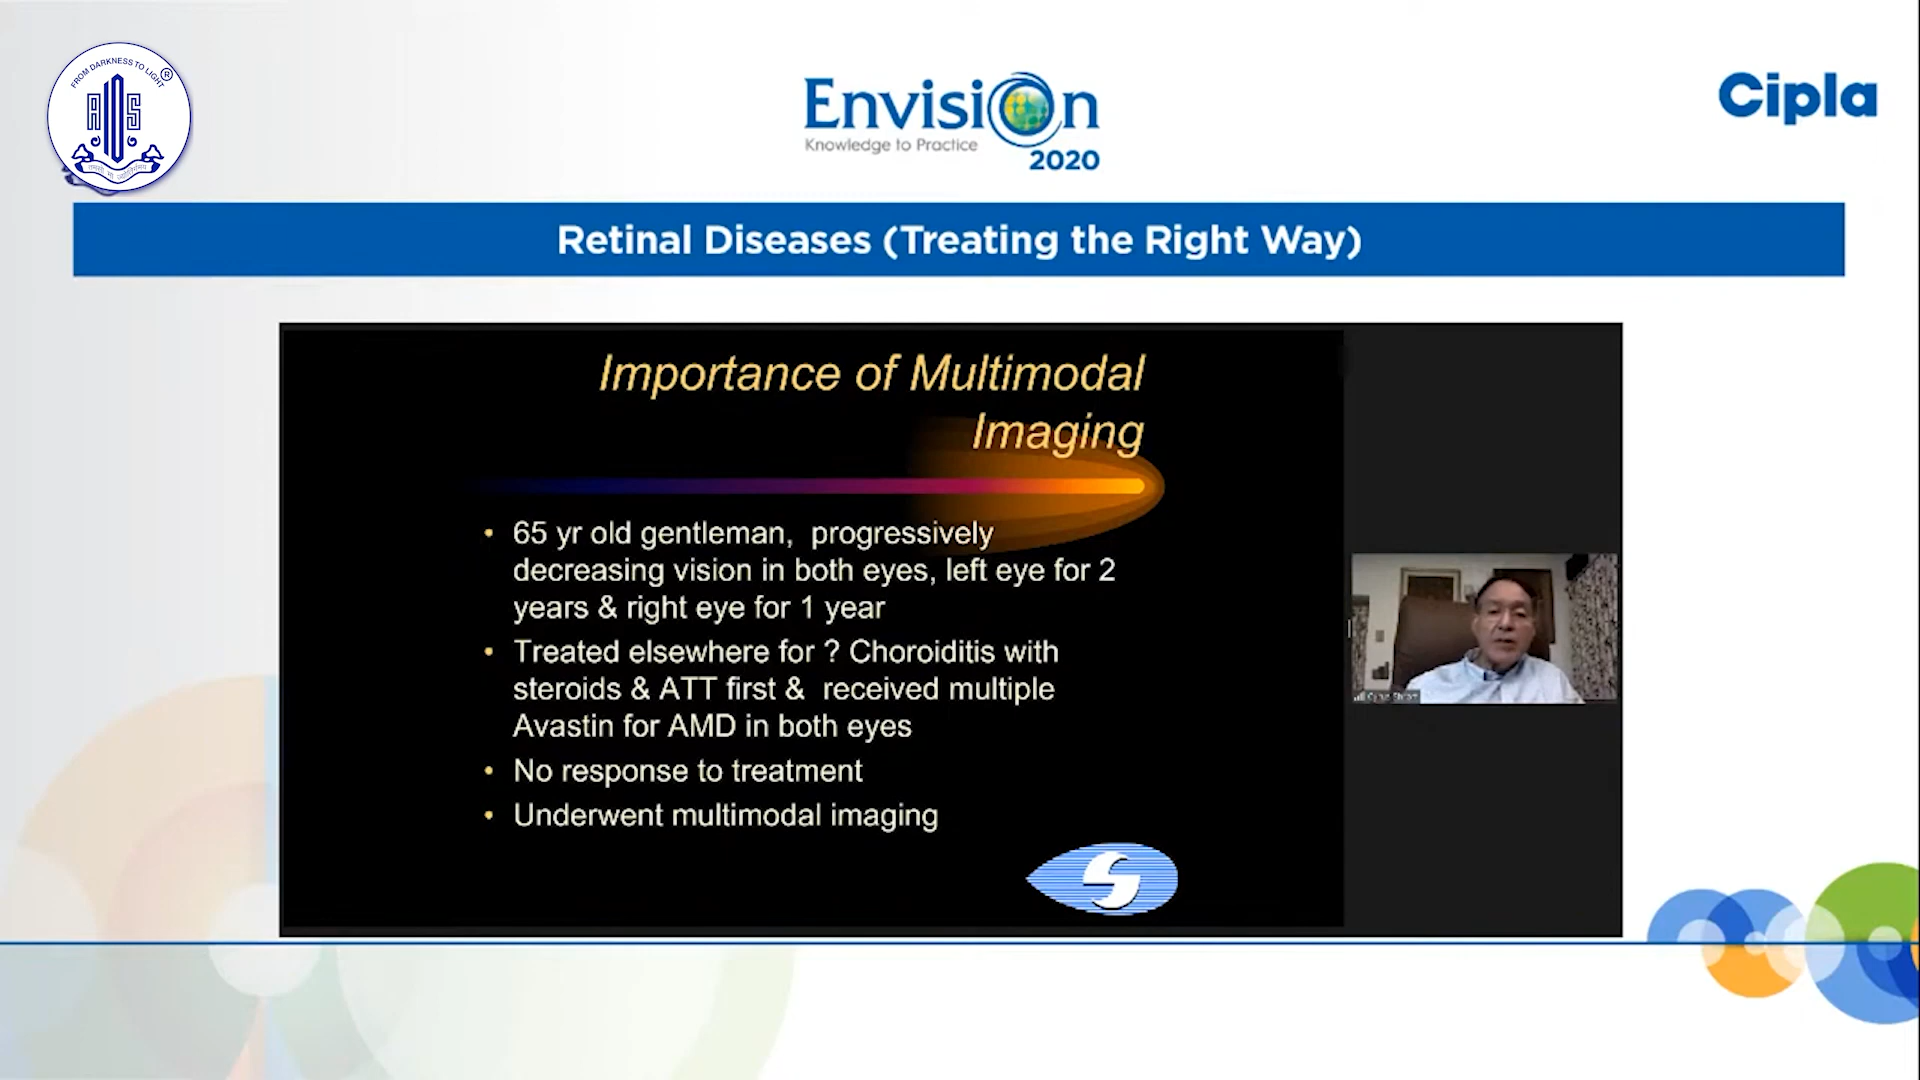 FROM DARKNESS TO LIGHT
®
AIOS
EnvisiOn
Knowledge to Practice
2020
Cipla
Retinal Diseases (Treating the Right Way)
Importance of Multimodal
Imaging
• 65 yr old gentleman, progressively
decreasing vision in both eyes, left eye for 2
years & right eye for 1 year
• Treated elsewhere for ? Choroiditis with
steroids & ATT first & received multiple
Avastin for AMD in both eyes
• No response to treatment
• Underwent multimodal imaging